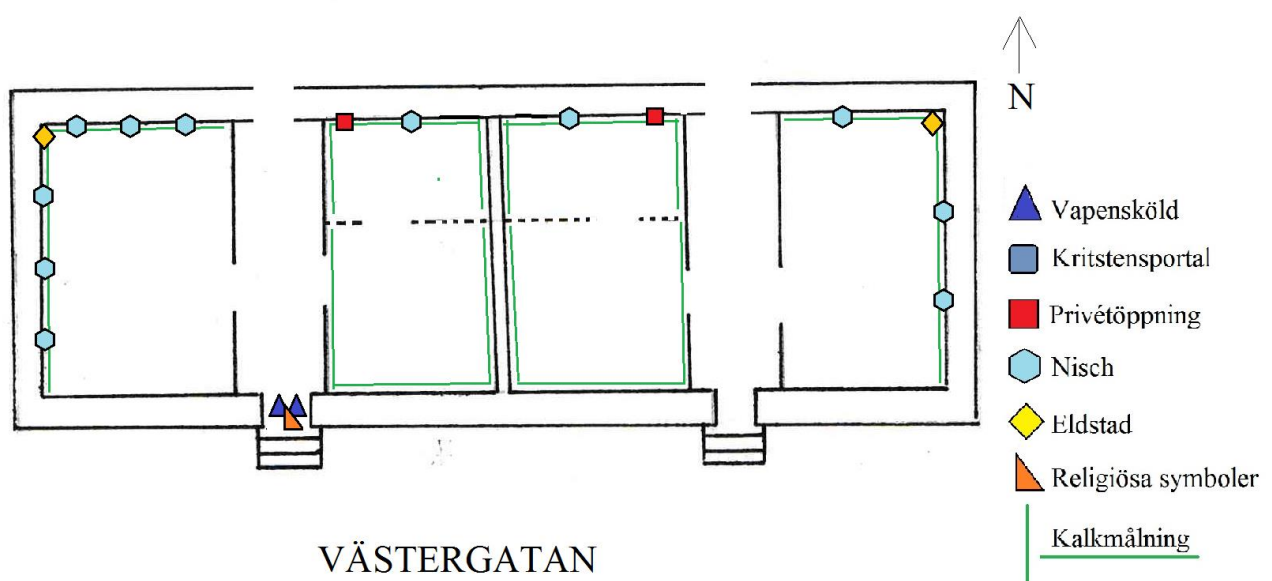 N
Vapensköld
Kritstensportal
Privétöppning
Nisch
Eldstad
Religiösa symboler
Kalkmålning
VÄSTERGATAN